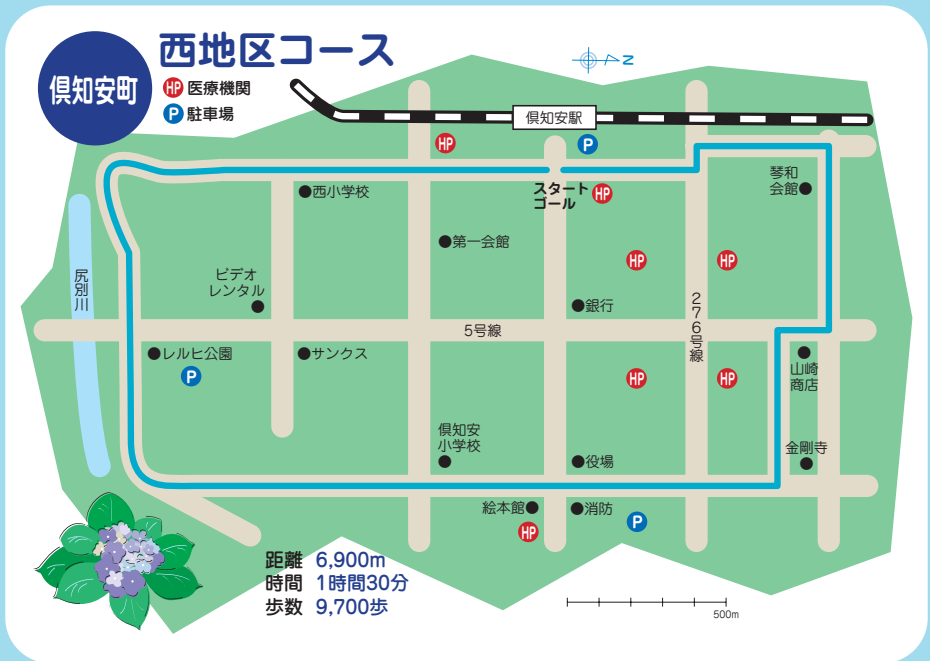 倶知安町
西地区コース
HP 医療機関
P 駐車場
N
倶知安駅
HP
P
スタート
ゴール
HP
琴和
会館
西小学校
第一会館
HP
HP
尻別川
ビデオ
レンタル
銀行
276号線
5号線
レルヒ公園
P
サンクス
HP
HP
山崎
商店
倶知安
小学校
役場
金剛寺
絵本館
消防
HP
P
距離 6,900m
時間 1時間30分
歩数 9,700歩
500m